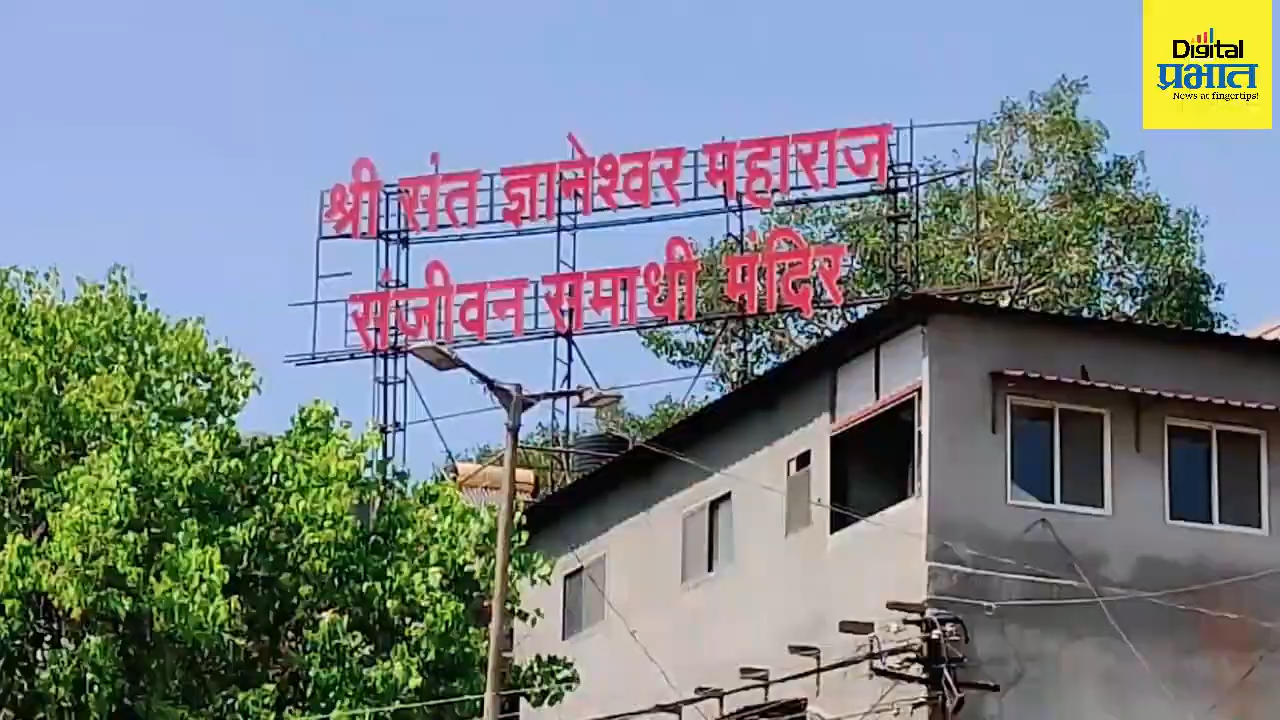 श्री संत ज्ञानेश्वर महाराज
संजीवन समाधी मंदिर
Digital
प्रभात
News at fingertips!